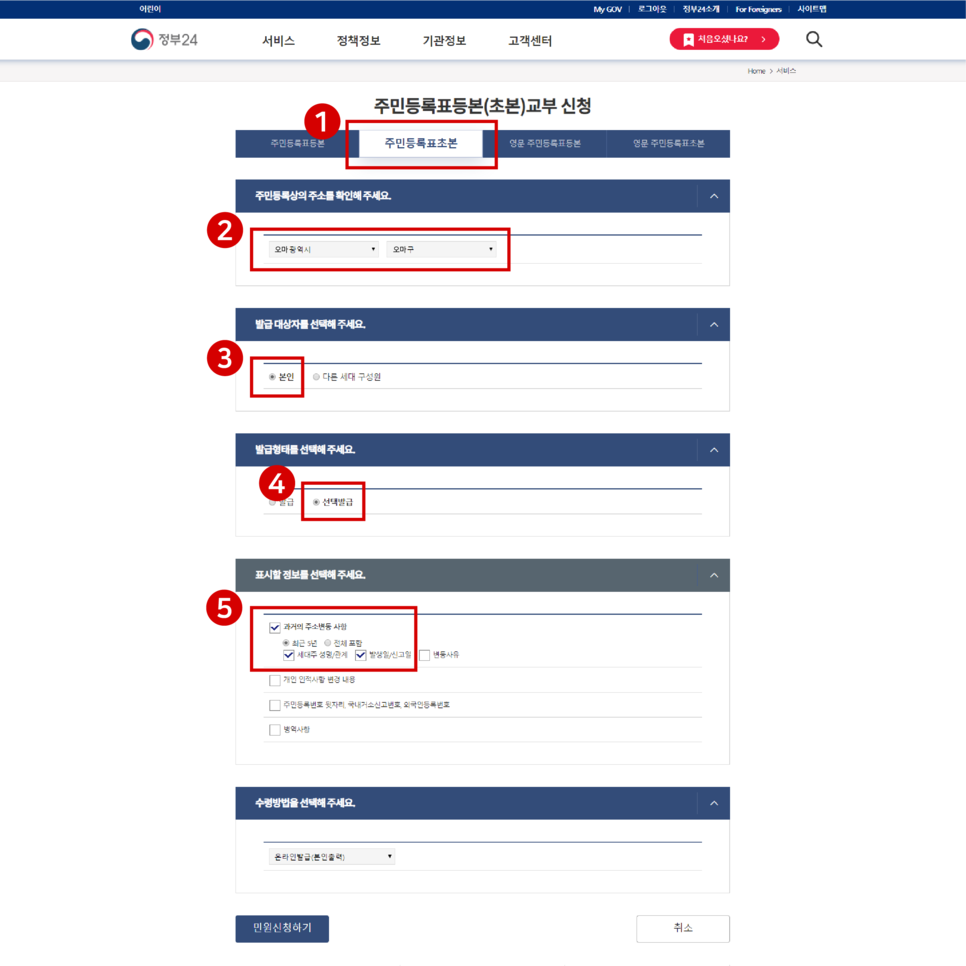 어린이 My GOV 로그아웃 정부24소개 For Foreigners 사이트맵
정부24 서비스 정책정보 기관정보 고객센터 처음오셨나요?
Home > 서비스
주민등록표등본(초본)교부 신청
1
주민등록표등본 주민등록표초본 영문 주민등록표등본 영문 주민등록표초본
주민등록상의 주소를 확인해 주세요.
2
오마광역시 오마구
발급 대상자를 선택해 주세요.
3
본인 다른 세대 구성원
발급형태를 선택해 주세요.
4
발급 선택발급
표시할 정보를 선택해 주세요.
5
과거의 주소변동 사항
최근 5년 전체 포함
세대주 성명/관계 발생일/신고일 변동사유
개인 인적사항 변경 내용
주민등록번호 뒷자리, 국내거소신고번호, 외국인등록번호
병역사항
수령방법을 선택해 주세요.
온라인발급(본인출력)
민원신청하기 취소